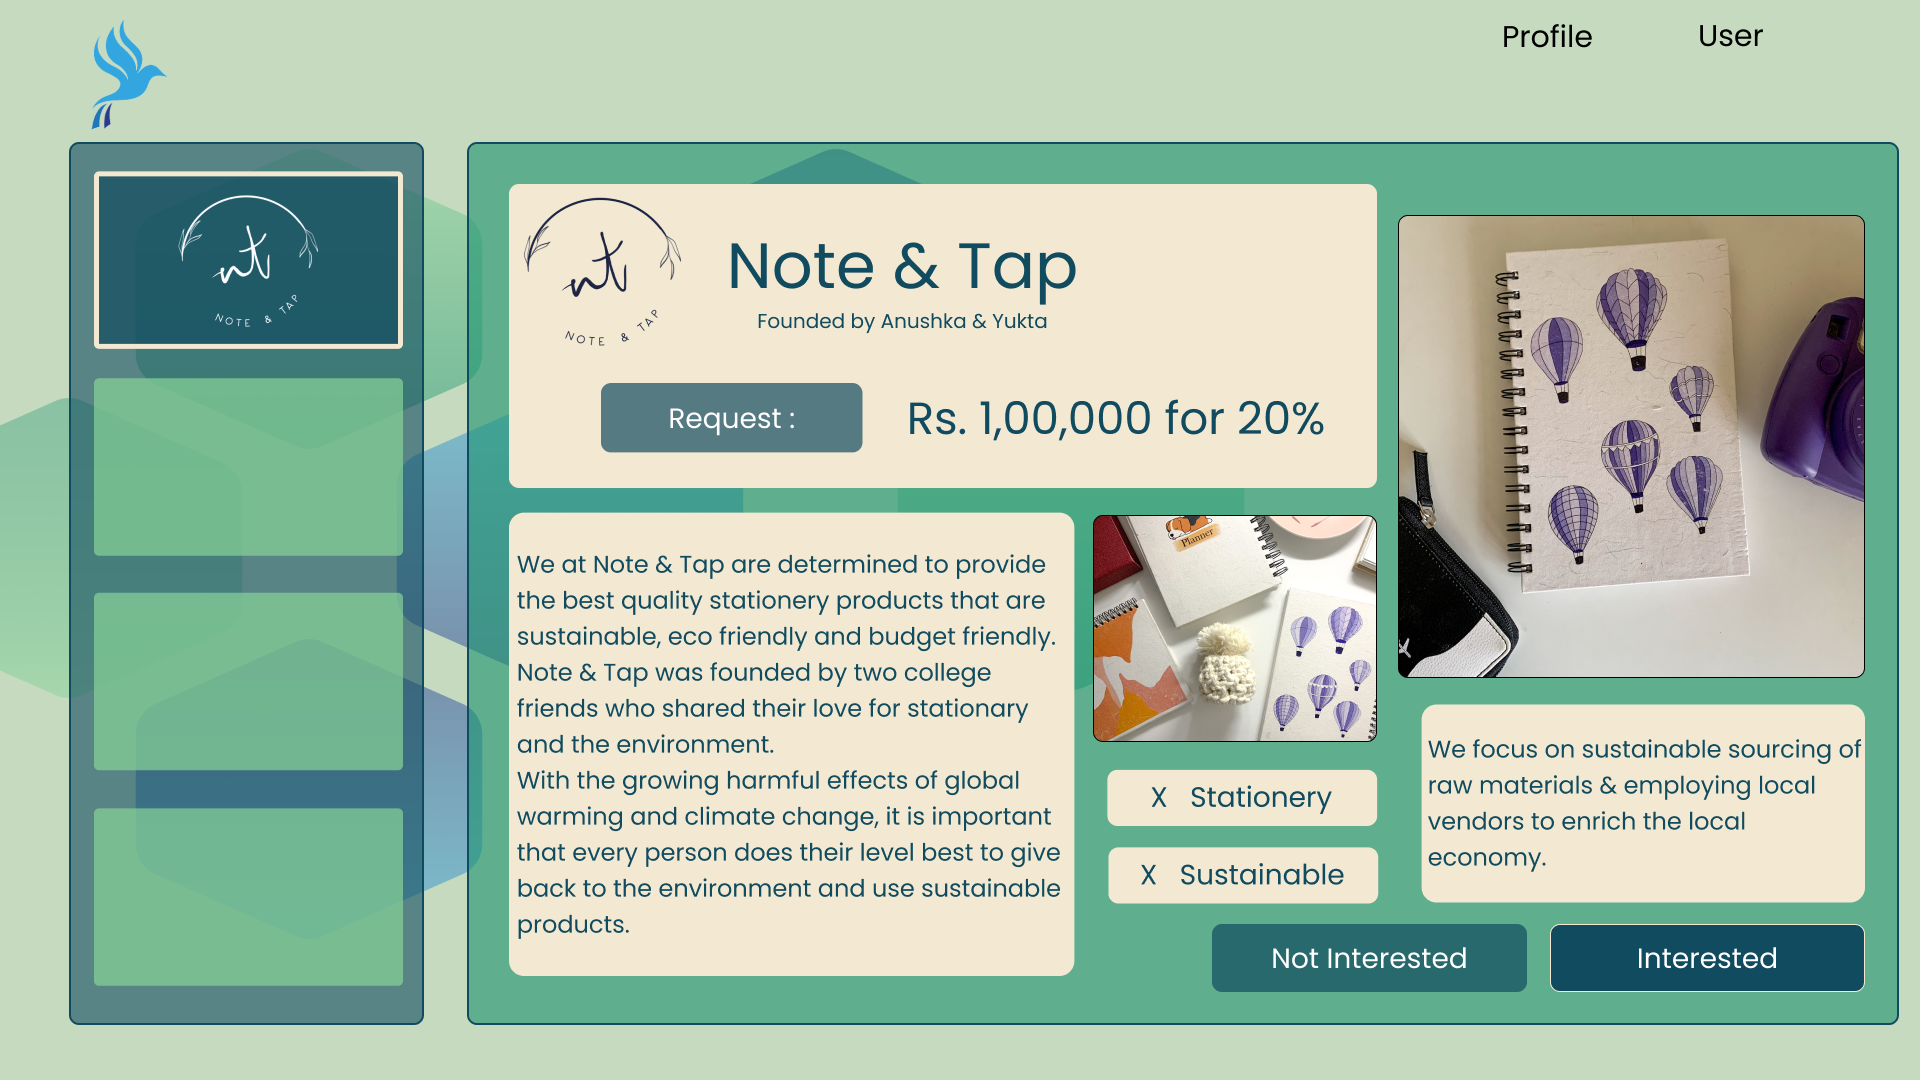 Profile
User
nt
NOTE & TAP
nt
NOTE & TAP
Note & Tap
Founded by Anushka & Yukta
Request :
Rs. 1,00,000 for 20%
We at Note & Tap are determined to provide
the best quality stationery products that are
sustainable, eco friendly and budget friendly.
Note & Tap was founded by two college
friends who shared their love for stationary
and the environment.
With the growing harmful effects of global
warming and climate change, it is important
that every person does their level best to give
back to the environment and use sustainable
products.
Planner
X Stationery
X Sustainable
We focus on sustainable sourcing of
raw materials & employing local
vendors to enrich the local
economy.
Not Interested
Interested